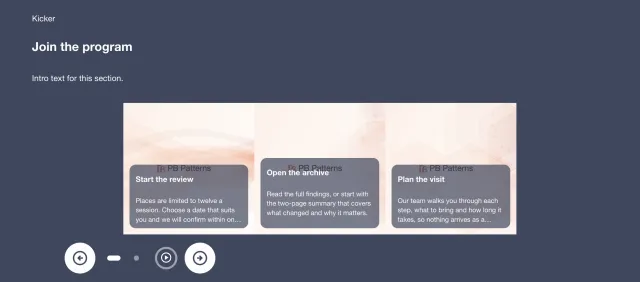 Kicker
Join the program
Intro text for this section.
PB Patterns
Start the review
Places are limited to twelve a
session. Choose a date that suits
you and we will confirm within on...
PB Patterns
Open the archive
Read the full findings, or start with
the two-page summary that covers
what changed and why it matters.
PB Patterns
Plan the visit
Our team walks you through each
step, what to bring and how long it
takes, so nothing arrives as a...